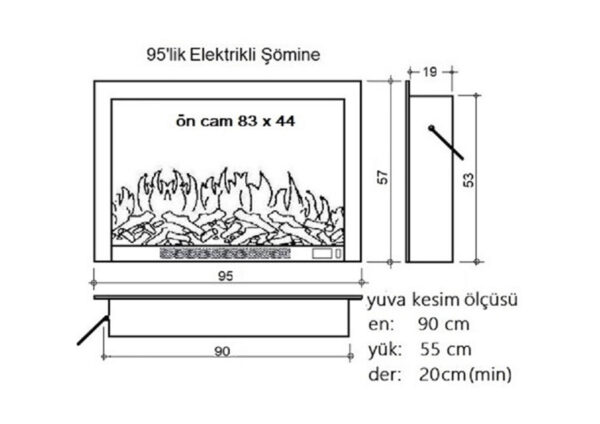 95'lik Elektrikli Şömine
19
ön cam 83 x 44
57
53
95
yuva kesim ölçüsü
en: 90 cm
yük: 55 cm
der: 20cm(min)
90